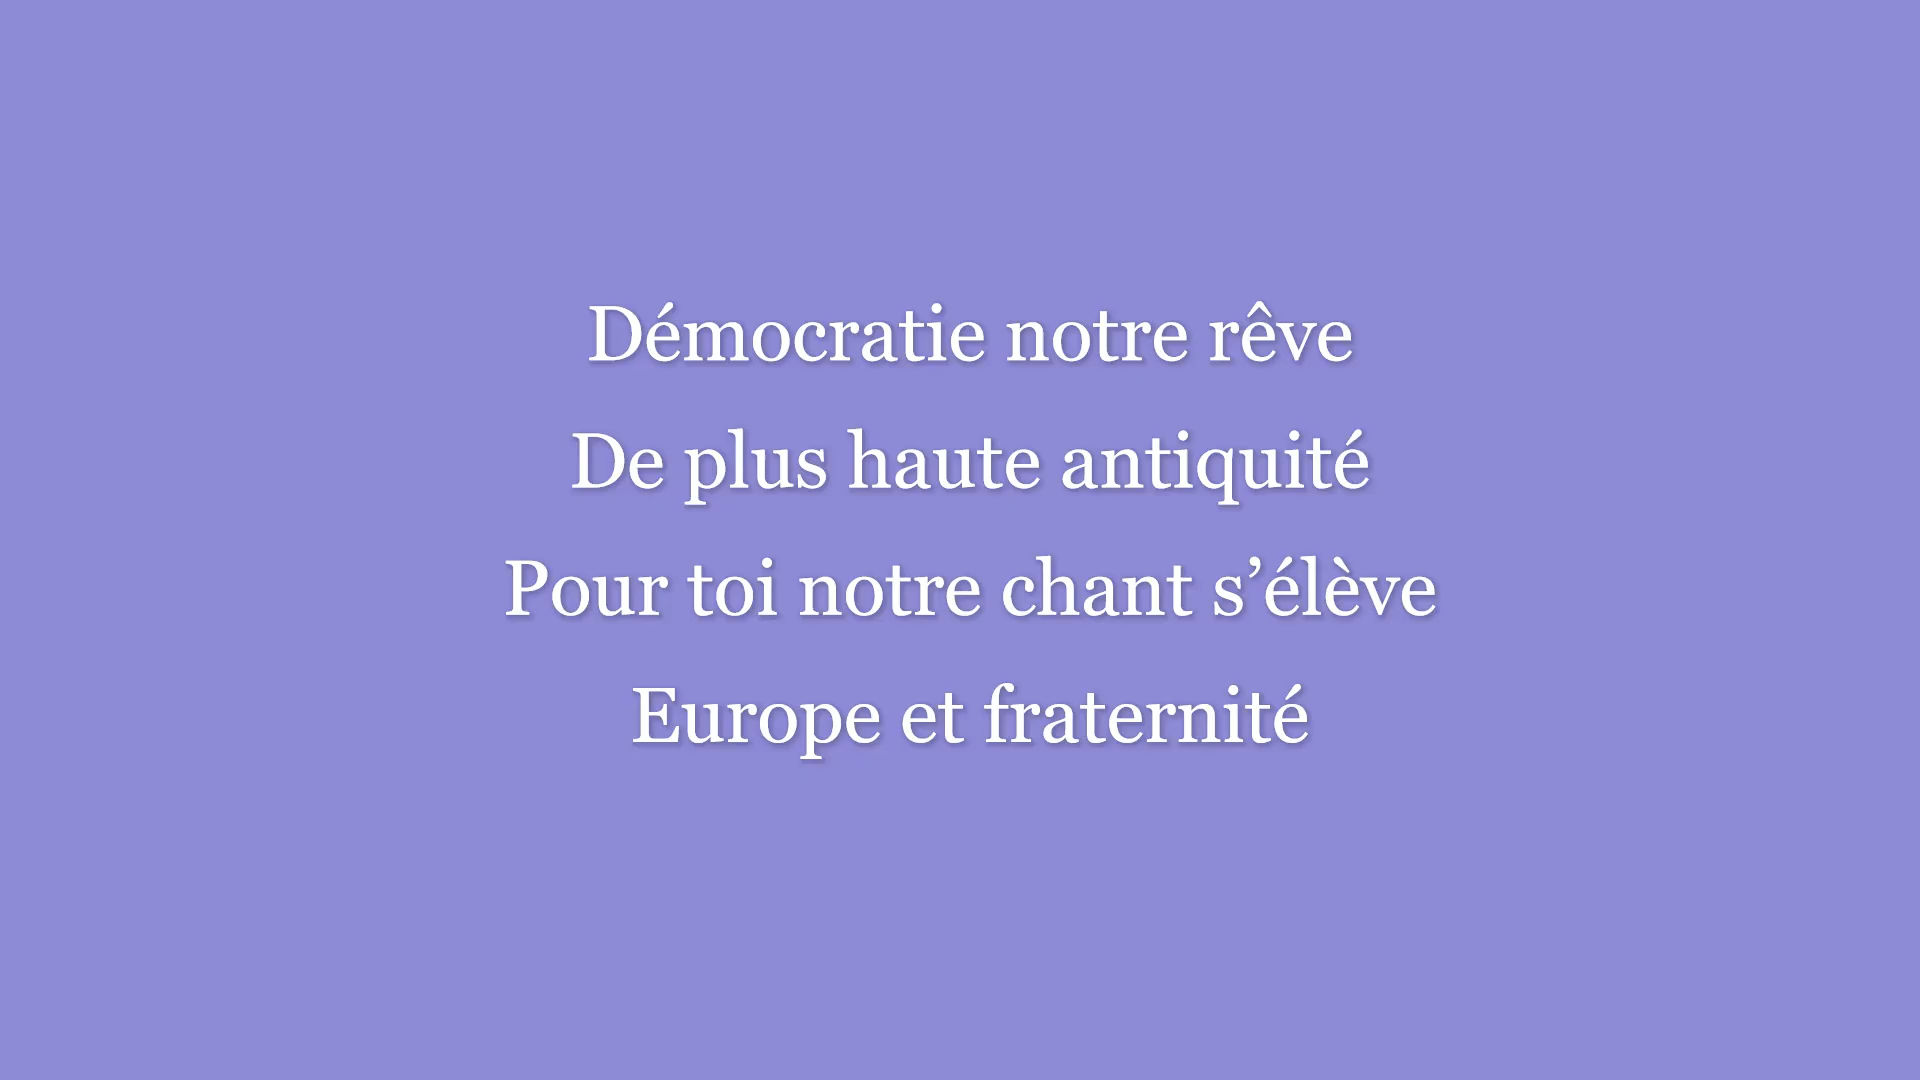 Démocratie notre rêve
De plus haute antiquité
Pour toi notre chant s’élève
Europe et fraternité